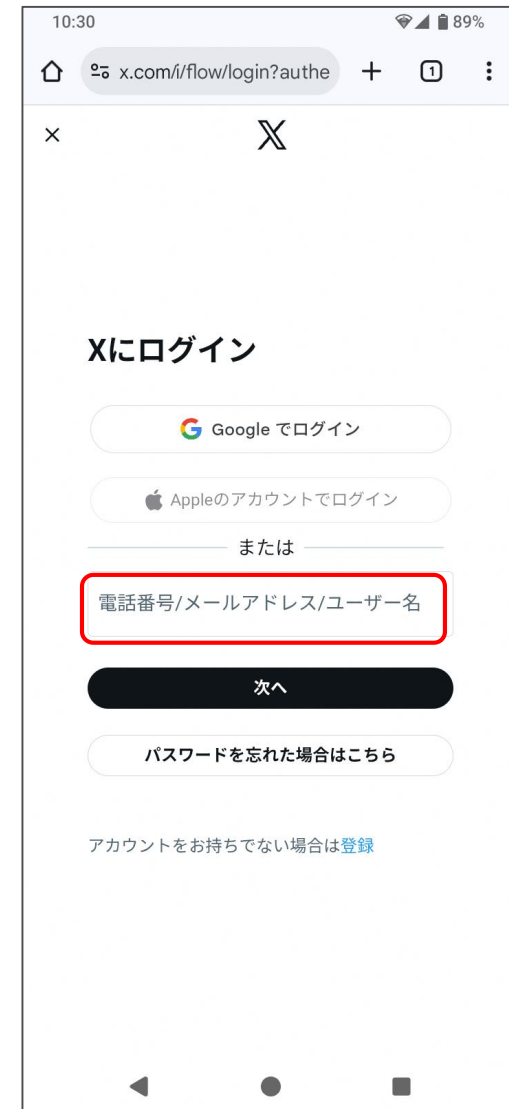 10:30
89%
x.com/i/flow/login?authe
1
Xにログイン
Google でログイン
Appleのアカウントでログイン
または
電話番号/メールアドレス/ユーザー名
次へ
パスワードを忘れた場合はこちら
アカウントをお持ちでない場合は登録